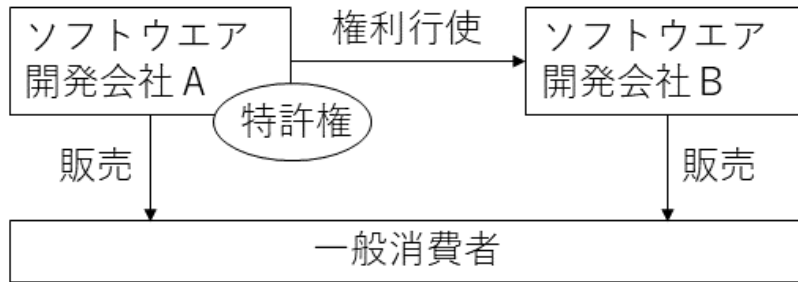 ソフトウエア
開発会社A
権利行使
ソフトウエア
開発会社B
特許権
販売
販売
一般消費者